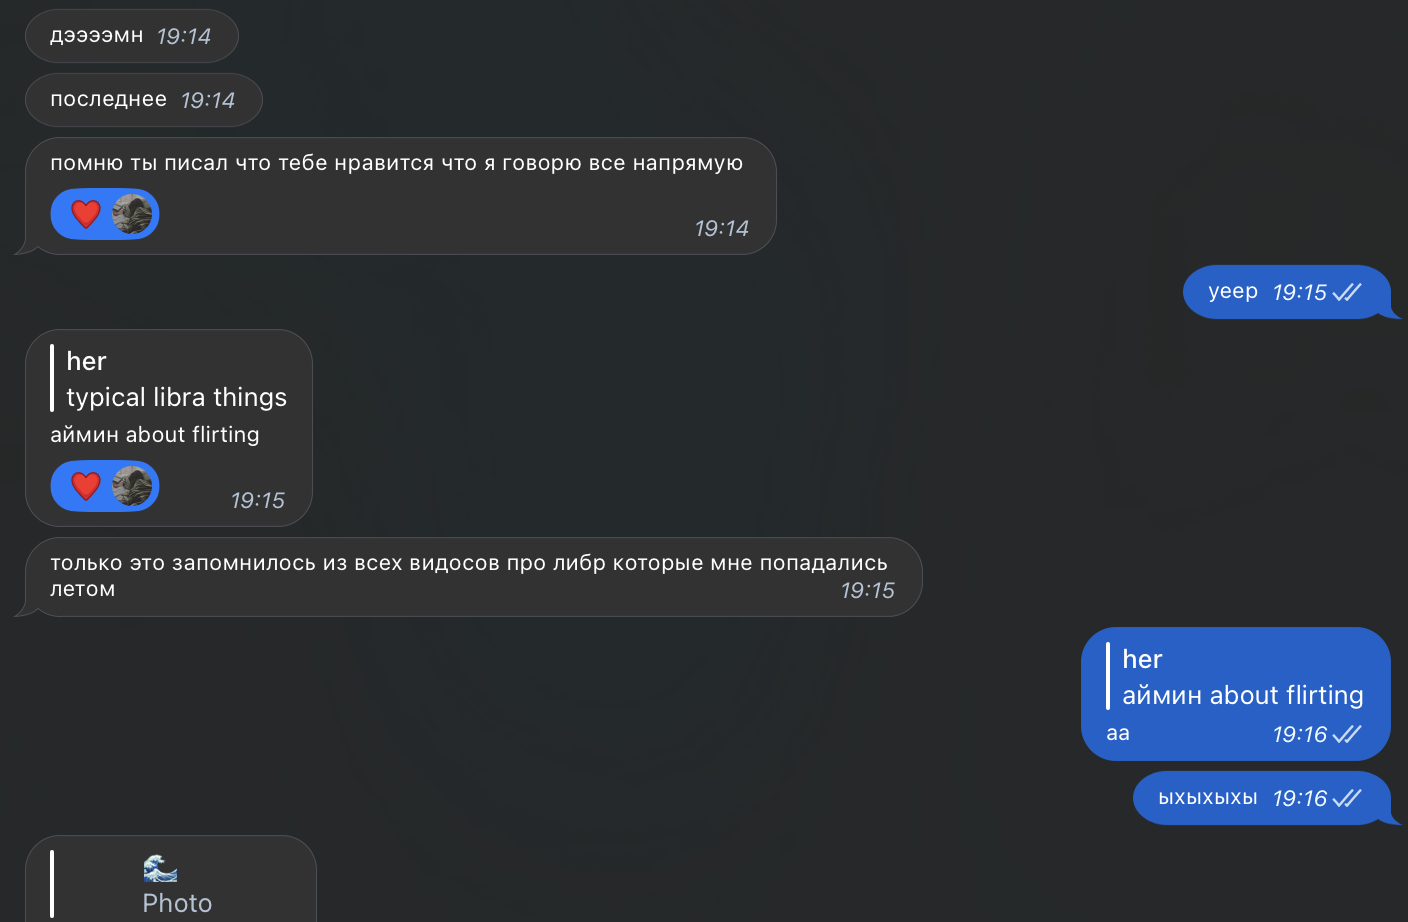 дээээмн 19:14
последнее 19:14
помню ты писал что тебе нравится что я говорю все напрямую
19:14
yeep 19:15
her
typical libra things
аймин about flirting
19:15
только это запомнилось из всех видосов про либр которые мне попадались
летом 19:15
her
аймин about flirting
аа 19:16
ыхыхыхы 19:16
Photo